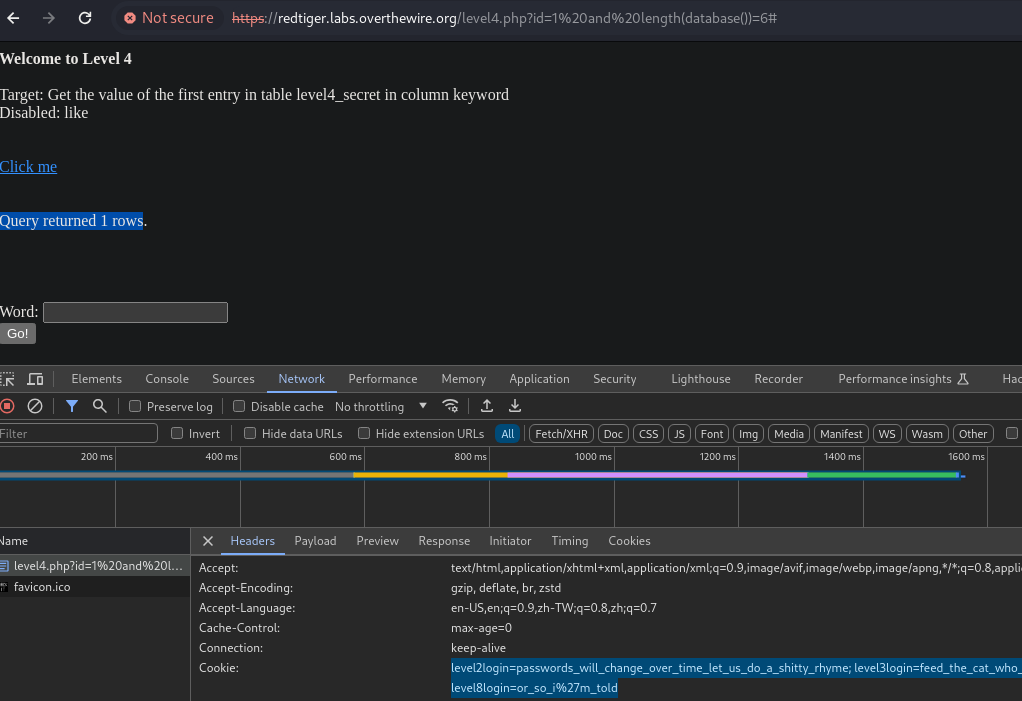 Not secure https://redtiger.labs.overthewire.org/level4.php?id=1%20and%20length(database())=6#
Welcome to Level 4
Target: Get the value of the first entry in table level4_secret in column keyword
Disabled: like
Click me
Query returned 1 rows.
Word:
Go!
Elements Console Sources Network Performance Memory Application Security Lighthouse Recorder Performance insights Hac
Preserve log Disable cache No throttling
Filter Invert Hide data URLs Hide extension URLs All Fetch/XHR Doc CSS JS Font Img Media Manifest WS Wasm Other
200 ms 400 ms 600 ms 800 ms 1000 ms 1200 ms 1400 ms 1600 ms
Name Headers Payload Preview Response Initiator Timing Cookies
level4.php?id=1%20and%20l... Accept: text/html,application/xhtml+xml,application/xml;q=0.9,image/avif,image/webp,image/apng,*/*;q=0.8,applic
favicon.ico Accept-Encoding: gzip, deflate, br, zstd
Accept-Language: en-US,en;q=0.9,zh-TW;q=0.8,zh;q=0.7
Cache-Control: max-age=0
Connection: keep-alive
Cookie: level2login=passwords_will_change_over_time_let_us_do_a_shitty_rhyme; level3login=feed_the_cat_who_
level8login=or_so_i%27m_told